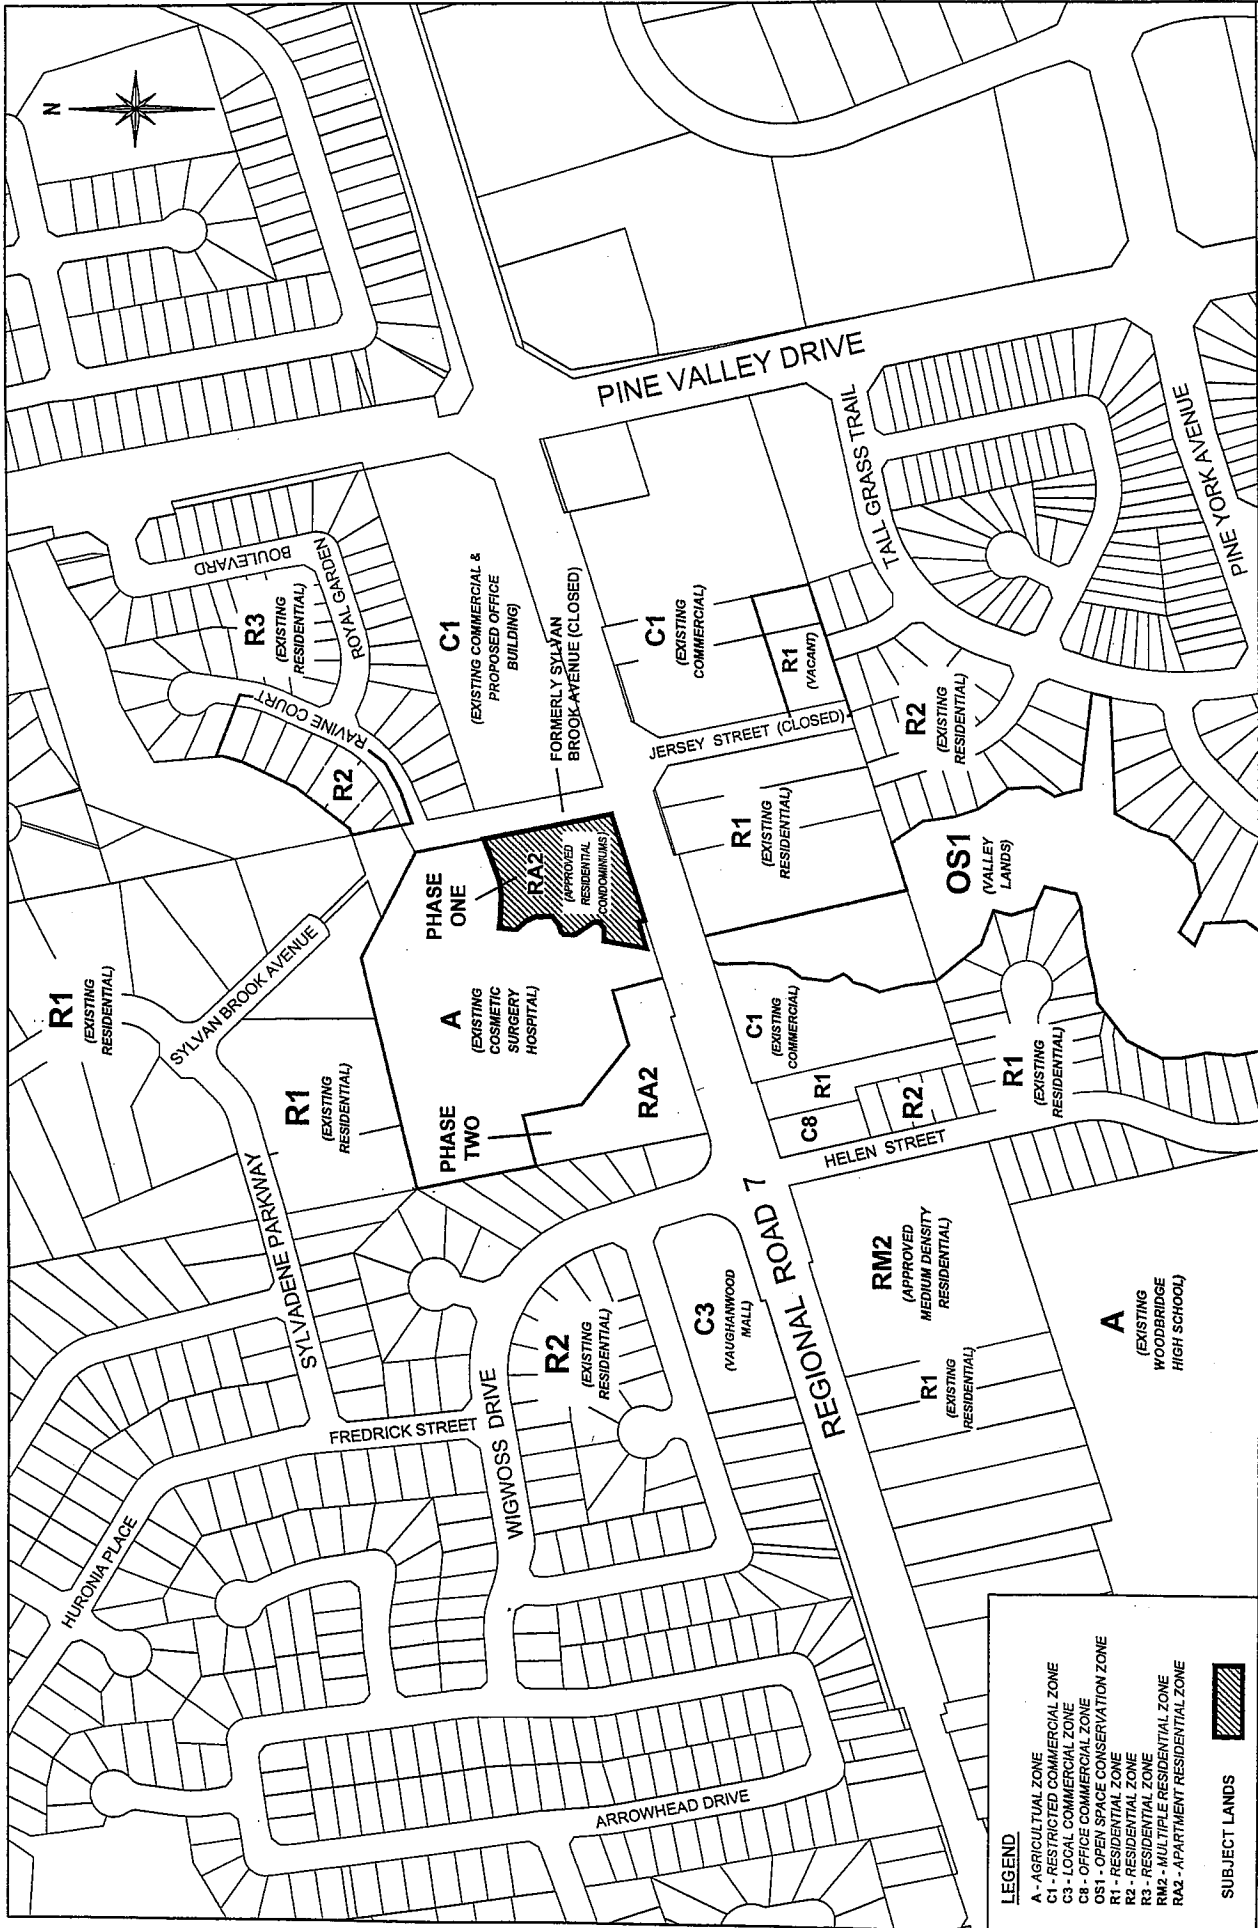 N
PINE VALLEY DRIVE
TALL GRASS TRAIL
PINE YORK AVENUE
BOULEVARD
ROYAL GARDEN
R3
(EXISTING
RESIDENTIAL)
RAVINE COURT
R2
C1
(EXISTING COMMERCIAL &
PROPOSED OFFICE
BUILDING)
FORMERLY SYLVAN
BROOK AVENUE (CLOSED)
C1
(EXISTING
COMMERCIAL)
R1
(VACANT)
JERSEY STREET (CLOSED)
R2
(EXISTING
RESIDENTIAL)
R1
(EXISTING
RESIDENTIAL)
OS1
(VALLEY
LANDS)
PHASE
ONE
RA2
(APPROVED
RESIDENTIAL
CONDOMINIUMS)
R1
(EXISTING
RESIDENTIAL)
SYLVAN BROOK AVENUE
A
(EXISTING
COSMETIC
SURGERY
HOSPITAL)
R1
(EXISTING
RESIDENTIAL)
PHASE
TWO
RA2
C1
(EXISTING
COMMERCIAL)
R1
C8
R2
R1
(EXISTING
RESIDENTIAL)
HELEN STREET
SYLVADENE PARKWAY
REGIONAL ROAD 7
RM2
(APPROVED
MEDIUM DENSITY
RESIDENTIAL)
C3
(VAUGHANWOOD
MALL)
R2
(EXISTING
RESIDENTIAL)
R1
(EXISTING
RESIDENTIAL)
A
(EXISTING
WOODBRIDGE
HIGH SCHOOL)
FREDRICK STREET
WIGWOSS DRIVE
HURONIA PLACE
ARROWHEAD DRIVE
LEGEND
A - AGRICULTURAL ZONE
C1 - RESTRICTED COMMERCIAL ZONE
C3 - LOCAL COMMERCIAL ZONE
C8 - OFFICE COMMERCIAL ZONE
OS1 - OPEN SPACE CONSERVATION ZONE
R1 - RESIDENTIAL ZONE
R2 - RESIDENTIAL ZONE
R3 - RESIDENTIAL ZONE
RM2 - MULTIPLE RESIDENTIAL ZONE
RA2 - APARTMENT RESIDENTIAL ZONE
SUBJECT LANDS